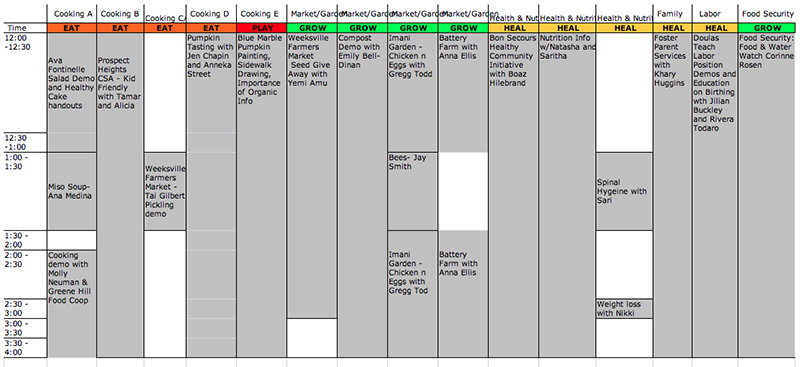 Cooking A
Cooking B
Cooking CA
Cooking D
Cooking E
Market/Garden
Market/Garden
Market/Garden
Market/Garden
Health & Nut
Health & Nutri
Health & Nutrit
Family
Labor
Food Security
Time
EAT
EAT
EAT
EAT
PLAY
GROW
GROW
GROW
GROW
HEAL
HEAL
HEAL
HEAL
HEAL
GROW
12:00
-12:30
Ava
Fontinelle
Salad Demo
and Healthy
Cake
handouts
Prospect
Heights
CSA - Kid
Friendly
with Tamar
and Alicia
Pumpkin
Tasting with
Jen Chapin
and Anneka
Street
Blue Marble
Pumpkin
Painting,
Sidewalk
Drawing,
Importance
of Organic
Info
Weeksville
Farmers
Market
Seed Give
Away with
Yemi Amu
Compost
Demo with
Emily Bell-
Dinan
Imani
Garden -
Chicken n
Eggs with
Gregg Todd
Battery
Farm with
Anna Ellis
Bon Secours
Healthy
Community
Initiative
with Boaz
Hilebrand
Nutrition Info
w/Natasha and
Saritha
Foster
Parent
Services
with
Khary
Huggins
Doulas
Teach
Labor
Position
Demos and
Education
on Birthing
with Jilian
Buckley
and Rivera
Todaro
Food Security:
Food & Water
Watch Corinne
Rosen
12:30
-1:00
1:00 -
1:30
Miso Soup-
Ana Medina
Weeksville
Farmers
Market -
Tai Gilbert
Pickling
demo
Bees- Jay
Smith
Spinal
Hygeine with
Sari
1:30 -
2:00
2:00 -
2:30
Cooking
demo with
Molly
Neuman &
Greene Hill
Food Coop
Imani
Garden -
Chicken n
Eggs with
Gregg Tod
Battery
Farm with
Anna Ellis
2:30 -
3:00
Weight loss
with Nikki
3:00 -
3:30
3:30 -
4:00